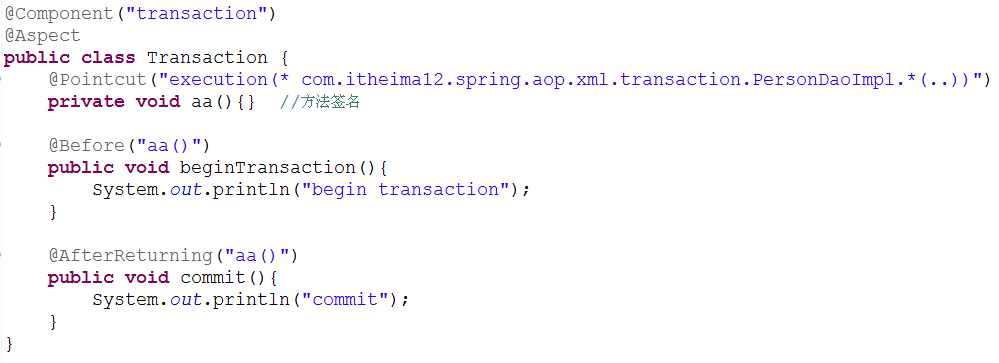 @Component("transaction")
@Aspect
public class Transaction {
    @Pointcut("execution(* com.itheima12.spring.aop.xml.transaction.PersonDaoImpl.*(..))")
    private void aa(){}  //方法签名
    @Before("aa()")
    public void beginTransaction(){
        System.out.println("begin transaction");
    }
    @AfterReturning("aa()")
    public void commit(){
        System.out.println("commit");
    }
}